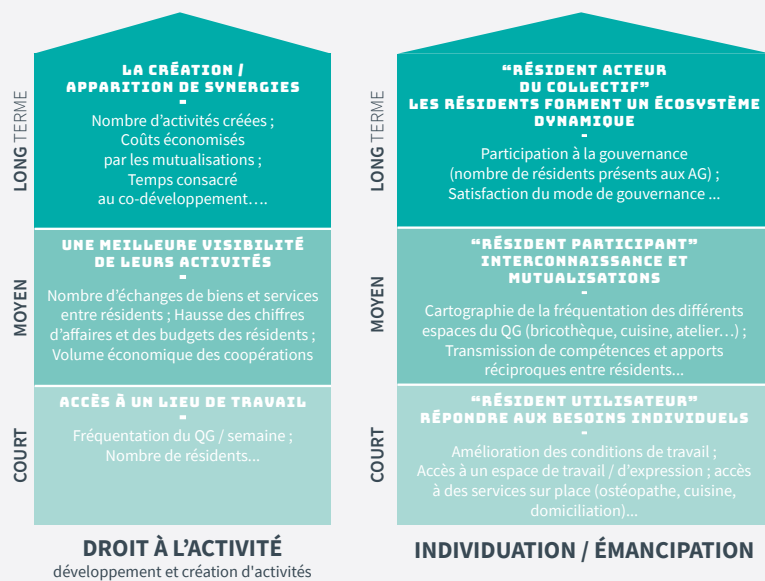 LONG TERME
LA CRÉATION /
APPARITION DE SYNERGIES
-
Nombre d'activités créées ;
Coûts économisés
par les mutualisations ;
Temps consacré
au co-développement….
MOYEN
UNE MEILLEURE VISIBILITÉ
DE LEURS ACTIVITÉS
-
Nombre d'échanges de biens et services
entre résidents ; Hausse des chiffres
d'affaires et des budgets des résidents ;
Volume économique des coopérations
COURT
ACCÈS À UN LIEU DE TRAVAIL
-
Fréquentation du QG / semaine ;
Nombre de résidents...
DROIT À L'ACTIVITÉ
développement et création d'activités
LONG TERME
“RÉSIDENT ACTEUR
DU COLLECTIF”
LES RÉSIDENTS FORMENT UN ÉCOSYSTÈME
DYNAMIQUE
-
Participation à la gouvernance
(nombre de résidents présents aux AG) ;
Satisfaction du mode de gouvernance ...
MOYEN
“RÉSIDENT PARTICIPANT”
INTERCONNAISSANCE ET
MUTUALISATIONS
-
Cartographie de la fréquentation des différents
espaces du QG (bricothèque, cuisine, atelier…) ;
Transmission de compétences et apports
réciproques entre résidents...
COURT
“RÉSIDENT UTILISATEUR”
RÉPONDRE AUX BESOINS INDIVIDUELS
-
Amélioration des conditions de travail ;
Accès à un espace de travail / d'expression ; accès
à des services sur place (ostéopathe, cuisine,
domiciliation)...
INDIVIDUATION / ÉMANCIPATION